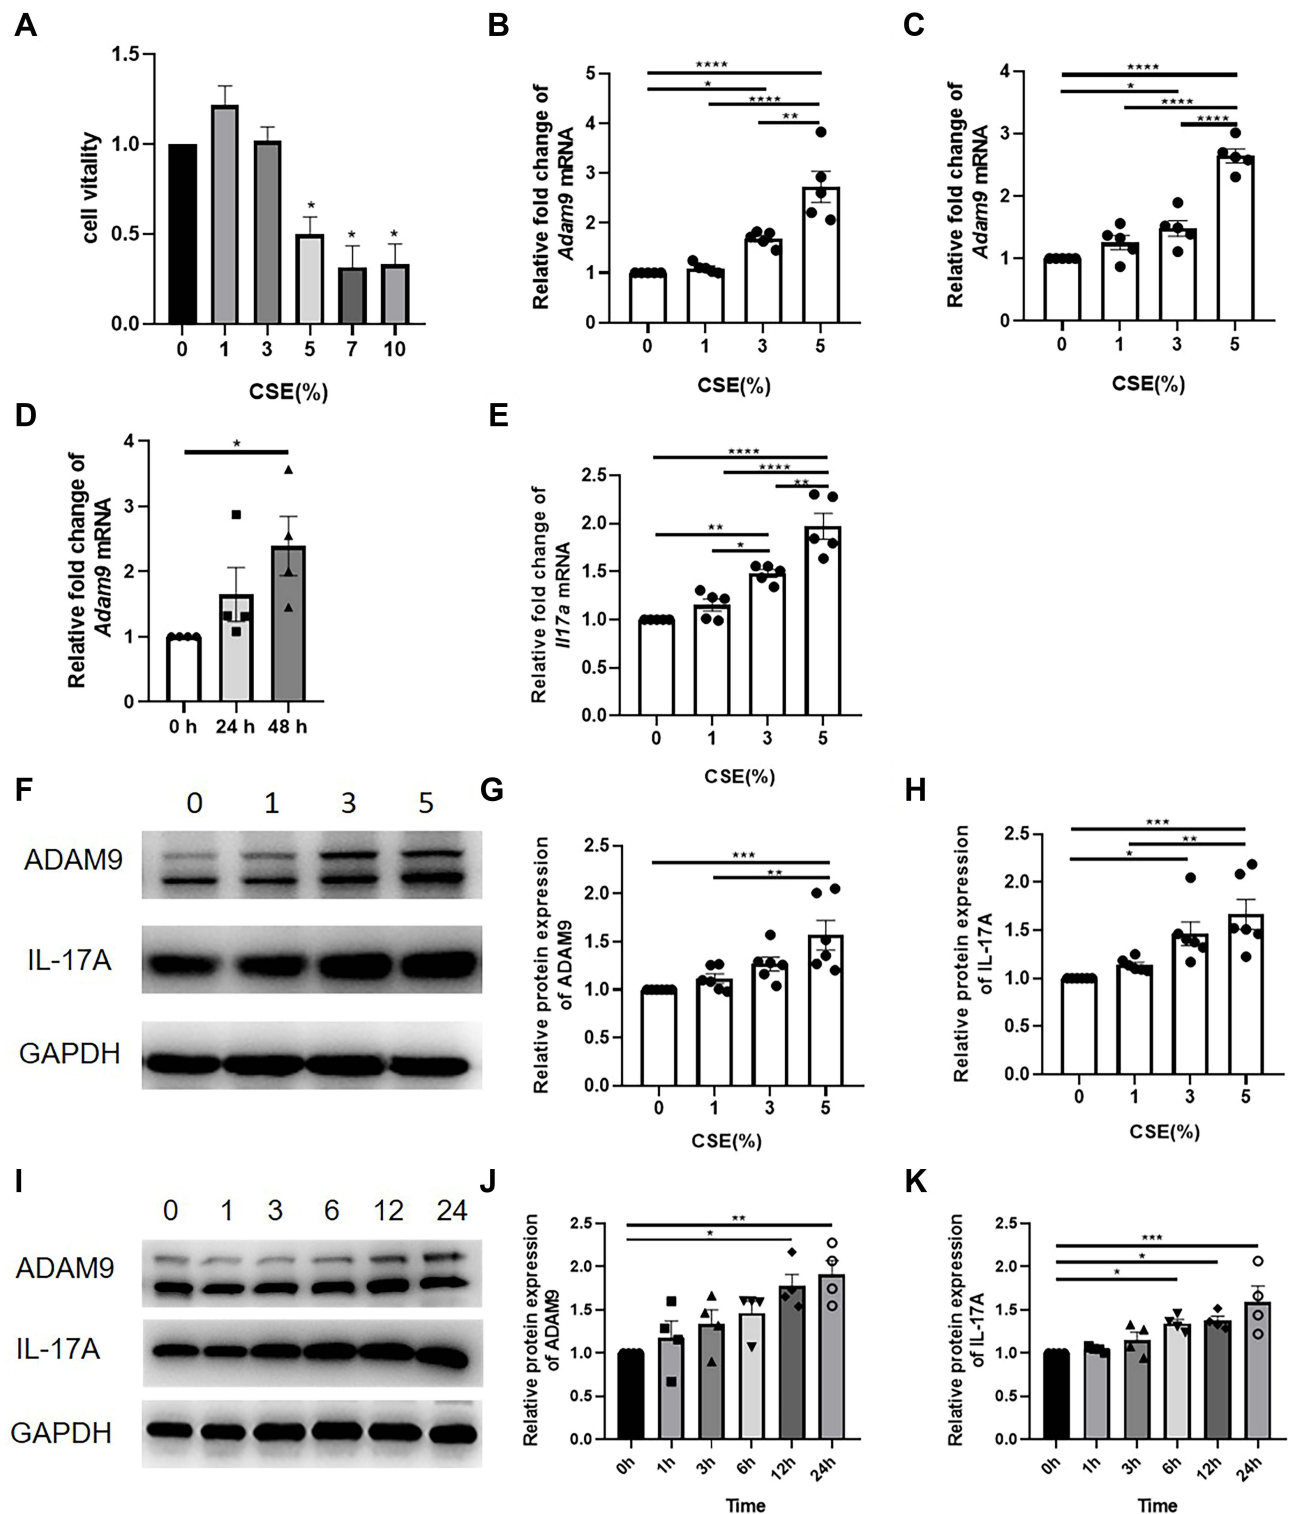 A
1.5
1.0
0.5
0.0
cell vitality
*
*
*
0 1 3 5 7 10
CSE(%)
B
5
4
3
2
1
0
Relative fold change of
Adam9 mRNA
****
*
****
**
0 1 3 5
CSE(%)
C
4
3
2
1
0
Relative fold change of
Adam9 mRNA
****
*
****
****
0 1 3 5
CSE(%)
D
4
3
2
1
0
Relative fold change of
Adam9 mRNA
*
0 h 24 h 48 h
E
2.5
2.0
1.5
1.0
0.5
0.0
Relative fold change of
Il17a mRNA
****
****
**
**
*
0 1 3 5
CSE(%)
F
0 1 3 5
ADAM9
IL-17A
GAPDH
G
2.5
2.0
1.5
1.0
0.5
0.0
Relative protein expression
of ADAM9
***
**
0 1 3 5
CSE(%)
H
2.5
2.0
1.5
1.0
0.5
0.0
Relative protein expression
of IL-17A
***
**
*
0 1 3 5
CSE(%)
I
0 1 3 6 12 24
ADAM9
IL-17A
GAPDH
J
2.5
2.0
1.5
1.0
0.5
0.0
Relative protein expression
of ADAM9
**
*
0h 1h 3h 6h 12h 24h
Time
K
2.5
2.0
1.5
1.0
0.5
0.0
Relative protein expression
of IL-17A
***
*
*
0h 1h 3h 6h 12h 24h
Time